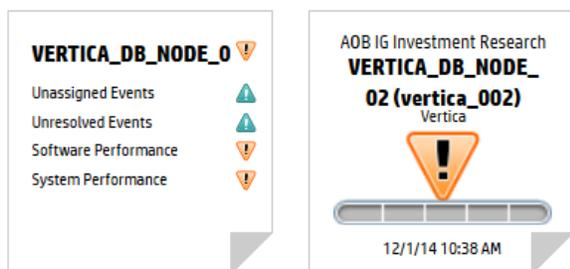 VERTICA_DB_NODE_0
Unassigned Events
Unresolved Events
Software Performance
System Performance
AOB IG Investment Research
VERTICA_DB_NODE_
02 (vertica_002)
Vertica
12/1/14 10:38 AM